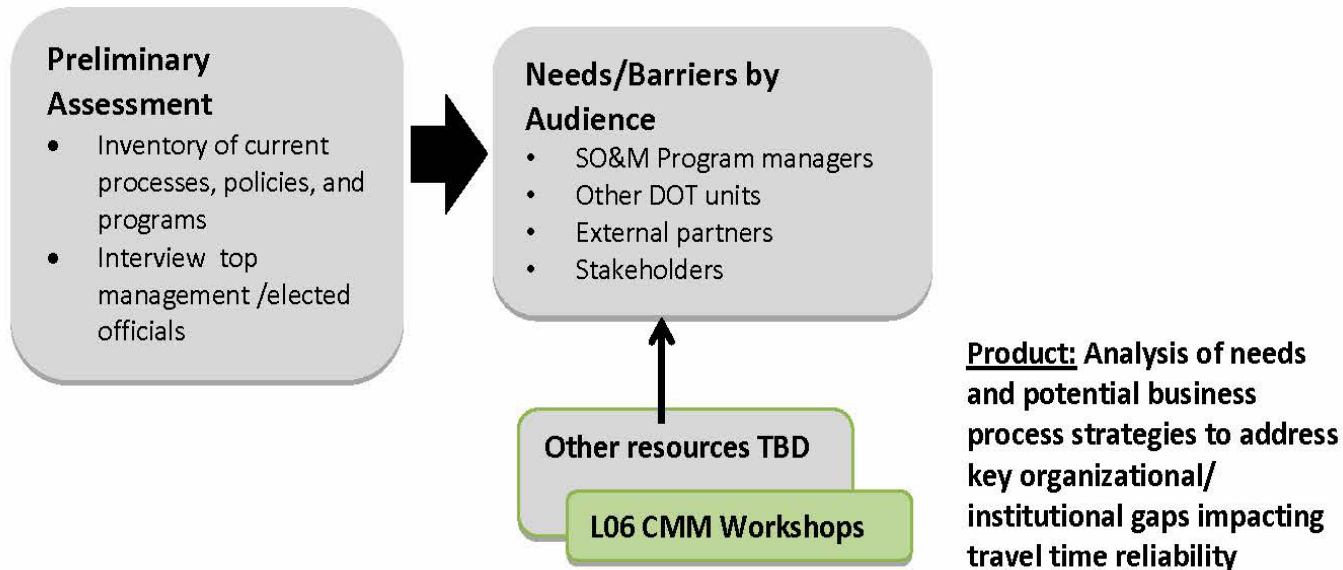 Preliminary
Assessment
• Inventory of current
processes, policies, and
programs
• Interview top
management /elected
officials
Needs/Barriers by
Audience
• SO&M Program managers
• Other DOT units
• External partners
• Stakeholders
Other resources TBD
L06 CMM Workshops
Product: Analysis of needs
and potential business
process strategies to address
key organizational/
institutional gaps impacting
travel time reliability